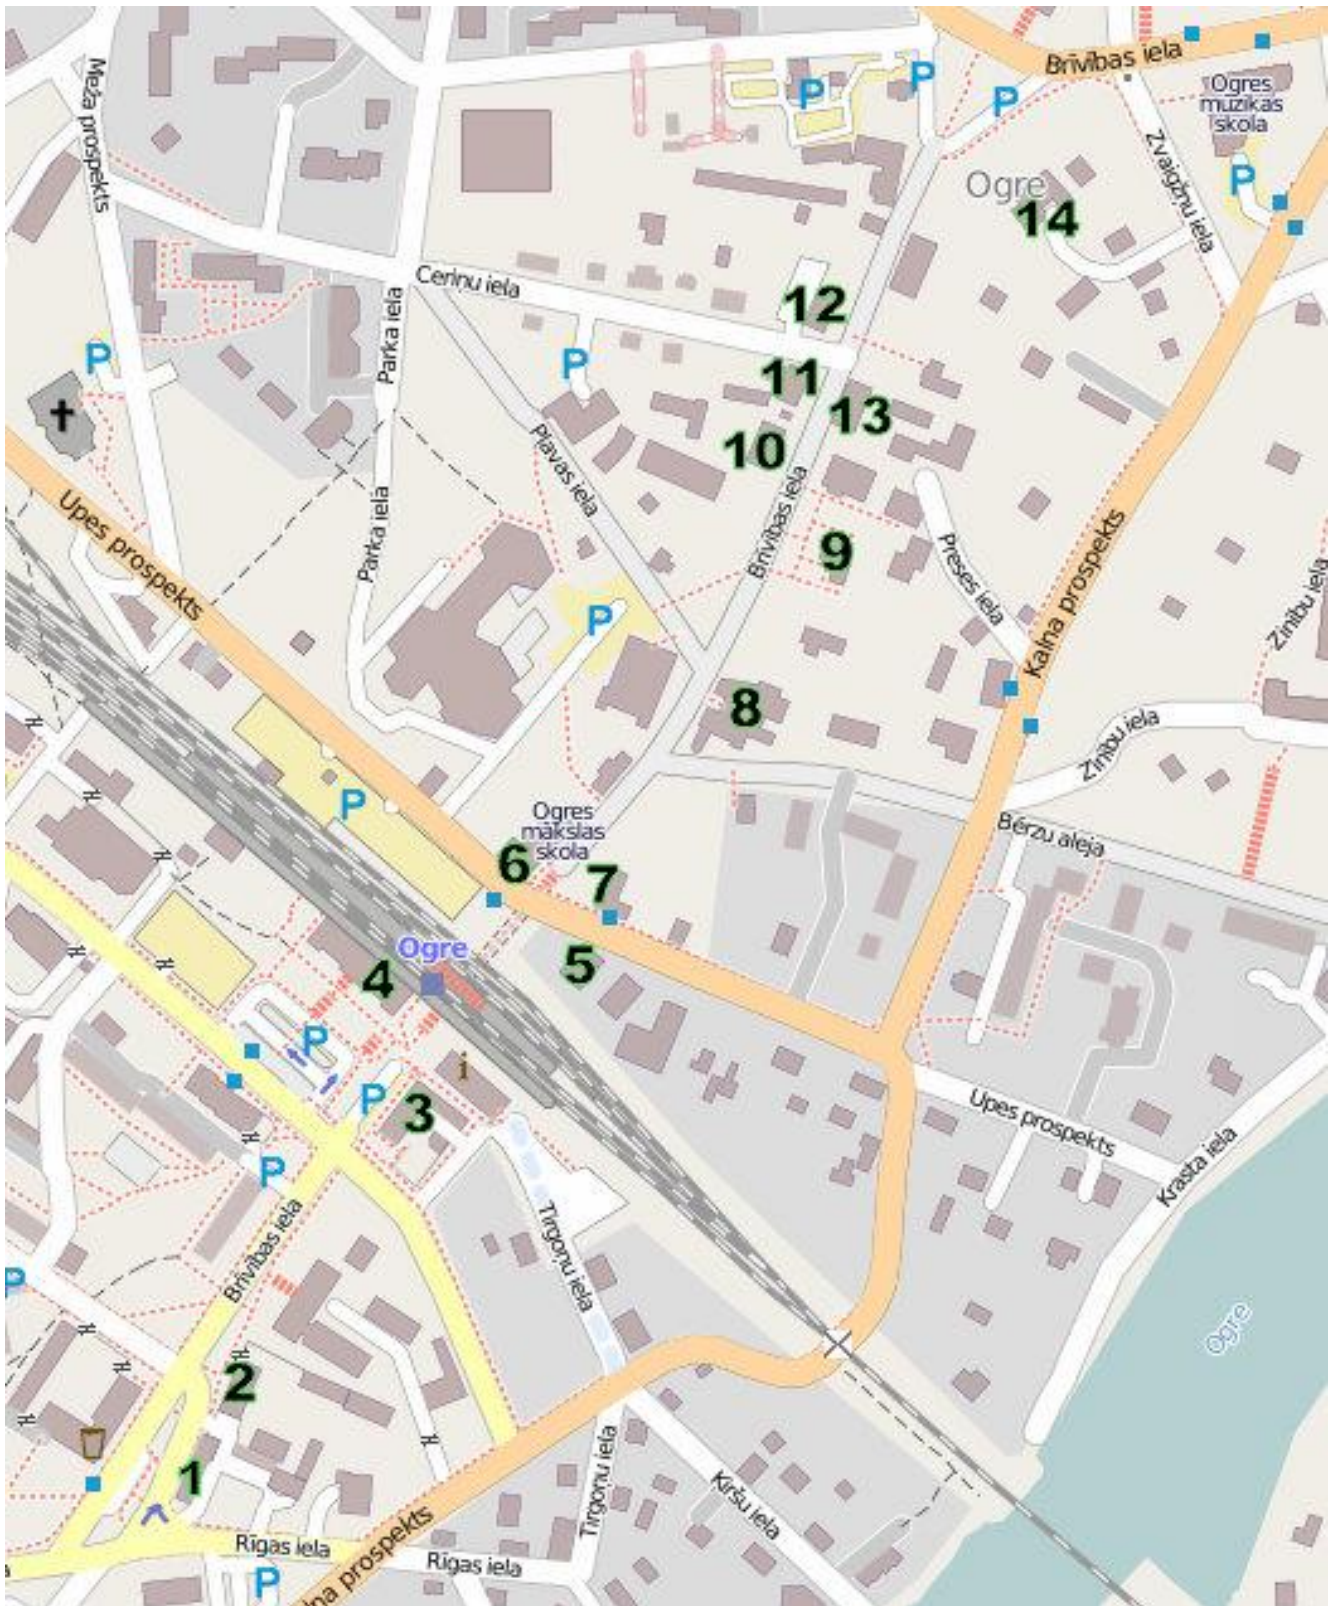 Brīvības iela
P
P
P
Ogres
mūzikas
skola
Meža prospekts
Zvaigžņu iela
P
Ogre
14
Ceriņu iela
12
Parka iela
P
P
11
13
10
Pļavas iela
Brīvības iela
Upes prospekts
Parka iela
9
Preses iela
Kalna prospekts
Zinību iela
P
8
Zinību iela
P
Ogres
mākslas
skola
Bērzu aleja
6
7
Ogre
5
4
P
i
P
3
Upes prospekts
P
Krasta iela
Brīvības iela
Tirgoņu iela
P
Ogre
2
1
Tirgoņu iela
Ķiršu iela
Rīgas iela
Rīgas iela
P
lna prospekts
a